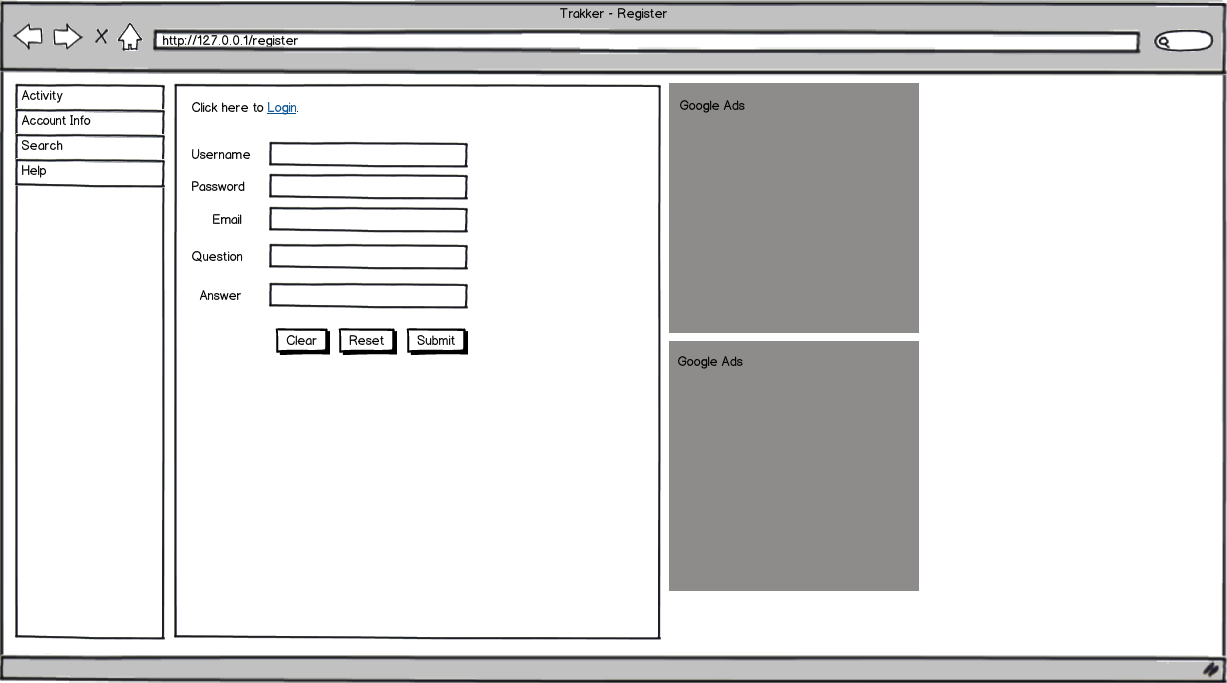 Trakker - Register
http://127.0.0.1/register
Activity
Account Info
Search
Help
Click here to Login.
Username
Password
Email
Question
Answer
Clear Reset Submit
Google Ads
Google Ads